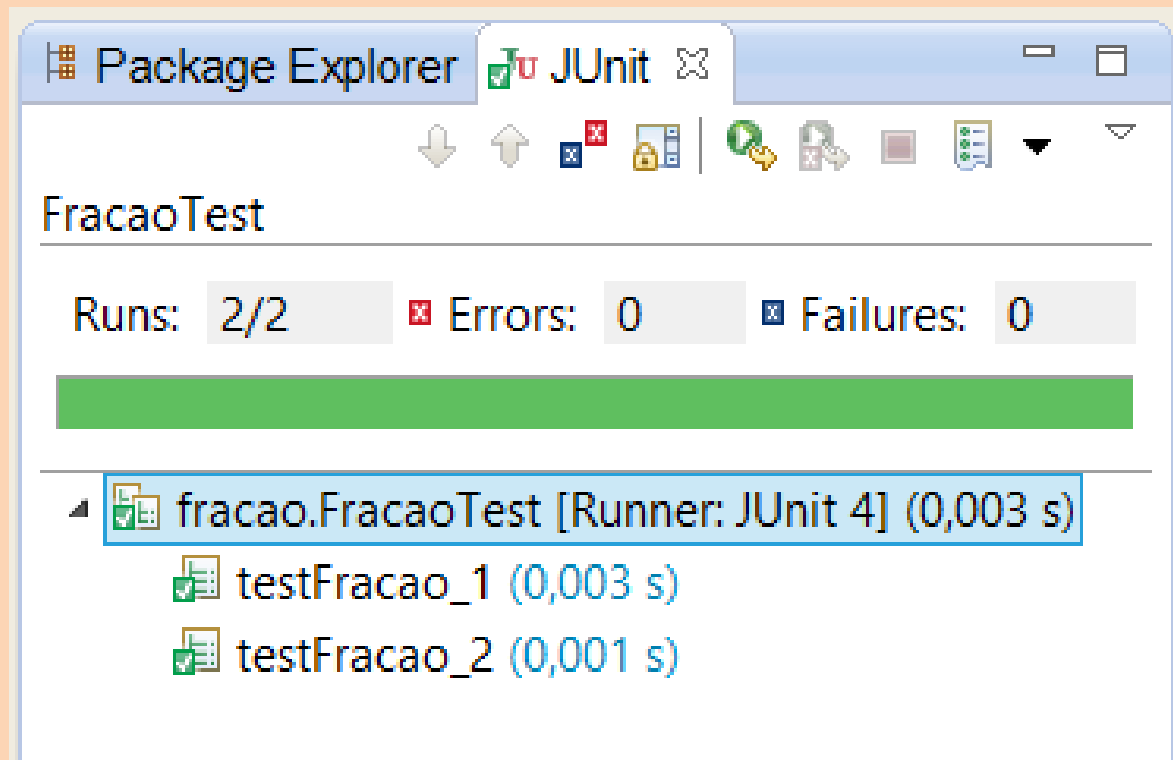 Package Explorer JUnit
FracaoTest
Runs: 2/2 Errors: 0 Failures: 0
fracao.FracaoTest [Runner: JUnit 4] (0,003 s)
testFracao_1 (0,003 s)
testFracao_2 (0,001 s)